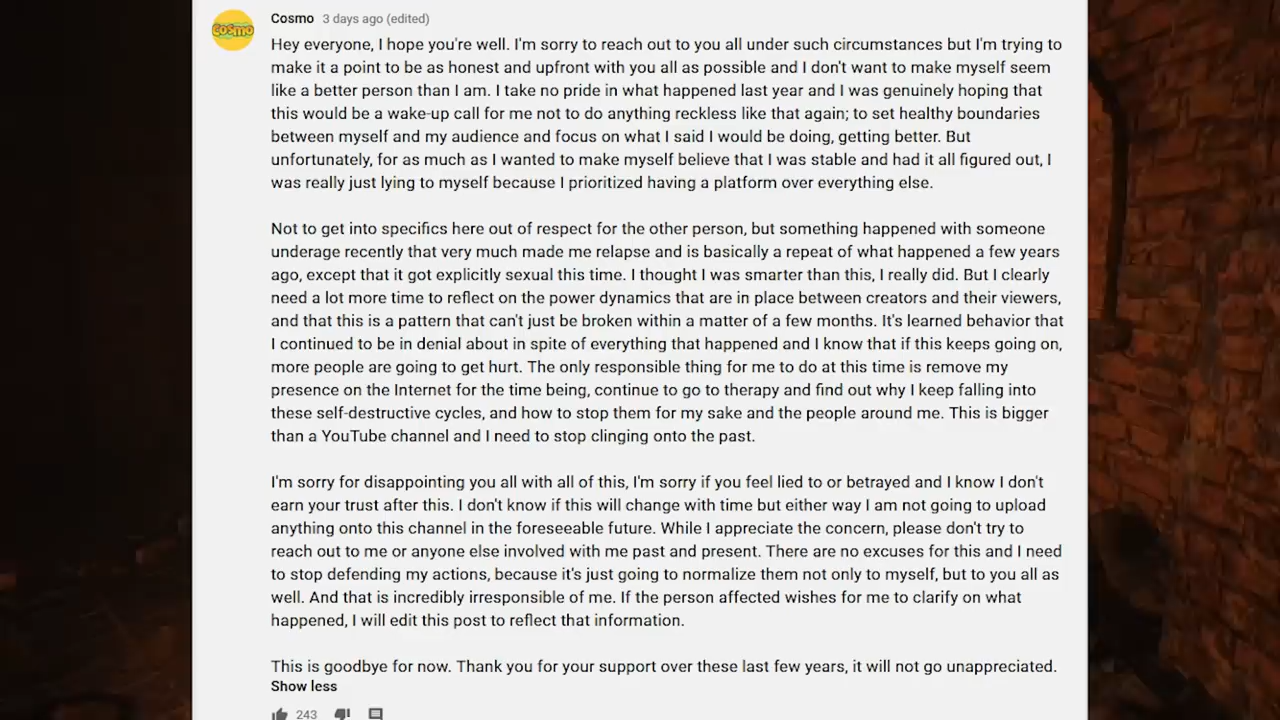 COSMO
Cosmo 3 days ago (edited)
Hey everyone, I hope you're well. I'm sorry to reach out to you all under such circumstances but I'm trying to
make it a point to be as honest and upfront with you all as possible and I don't want to make myself seem
like a better person than I am. I take no pride in what happened last year and I was genuinely hoping that
this would be a wake-up call for me not to do anything reckless like that again; to set healthy boundaries
between myself and my audience and focus on what I said I would be doing, getting better. But
unfortunately, for as much as I wanted to make myself believe that I was stable and had it all figured out, I
was really just lying to myself because I prioritized having a platform over everything else.
Not to get into specifics here out of respect for the other person, but something happened with someone
underage recently that very much made me relapse and is basically a repeat of what happened a few years
ago, except that it got explicitly sexual this time. I thought I was smarter than this, I really did. But I clearly
need a lot more time to reflect on the power dynamics that are in place between creators and their viewers,
and that this is a pattern that can't just be broken within a matter of a few months. It's learned behavior that
I continued to be in denial about in spite of everything that happened and I know that if this keeps going on,
more people are going to get hurt. The only responsible thing for me to do at this time is remove my
presence on the Internet for the time being, continue to go to therapy and find out why I keep falling into
these self-destructive cycles, and how to stop them for my sake and the people around me. This is bigger
than a YouTube channel and I need to stop clinging onto the past.
I'm sorry for disappointing you all with all of this, I'm sorry if you feel lied to or betrayed and I know I don't
earn your trust after this. I don't know if this will change with time but either way I am not going to upload
anything onto this channel in the foreseeable future. While I appreciate the concern, please don't try to
reach out to me or anyone else involved with me past and present. There are no excuses for this and I need
to stop defending my actions, because it's just going to normalize them not only to myself, but to you all as
well. And that is incredibly irresponsible of me. If the person affected wishes for me to clarify on what
happened, I will edit this post to reflect that information.
This is goodbye for now. Thank you for your support over these last few years, it will not go unappreciated.
Show less
243